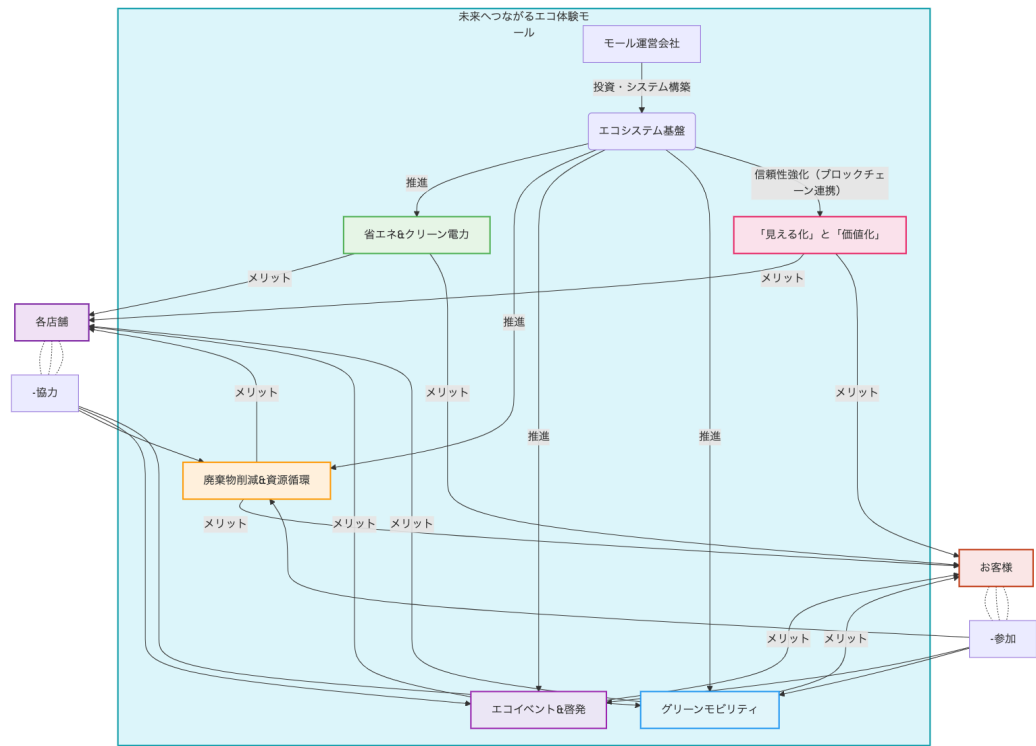 未来へつながるエコ体験モ
ール
モール運営会社
投資・システム構築
エコシステム基盤
推進
信頼性強化（ブロックチェ
ーン連携）
省エネ&クリーン電力
「見える化」と「価値化」
メリット
メリット
各店舗
推進
-協力
メリット
メリット
メリット
推進
推進
廃棄物削減&資源循環
メリット
メリット
メリット
お客様
-参加
メリット
メリット
エコイベント&啓発
グリーンモビリティ